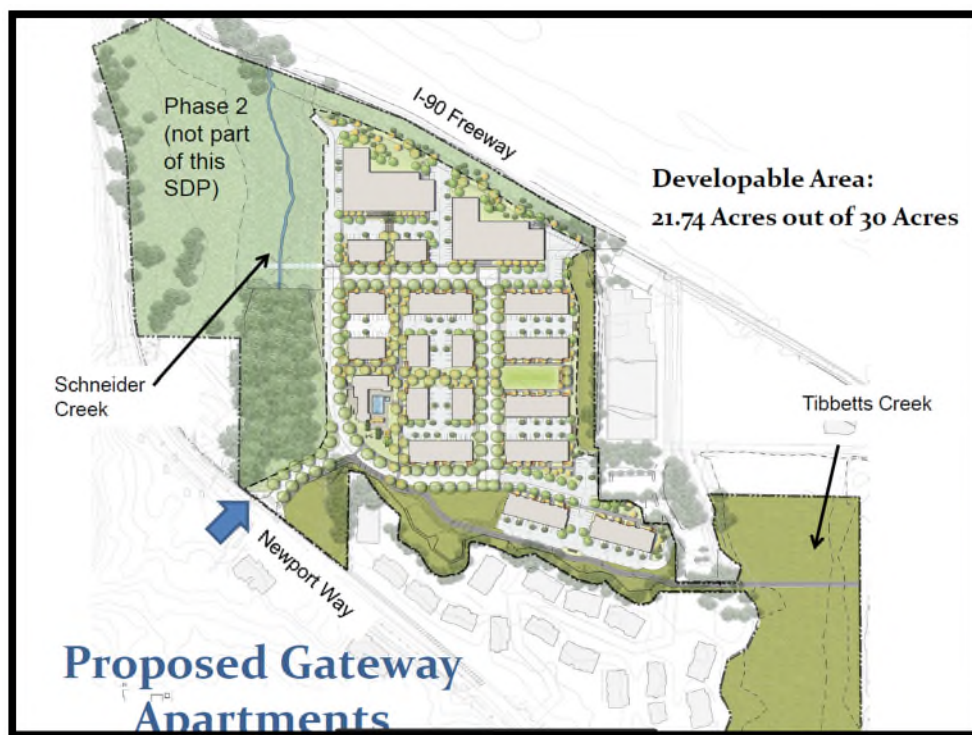 Phase 2
(not part
of this
SDP)
I-90 Freeway
Developable Area:
21.74 Acres out of 30 Acres
Schneider
Creek
Tibbetts Creek
Newport Way
Proposed Gateway
Apartments